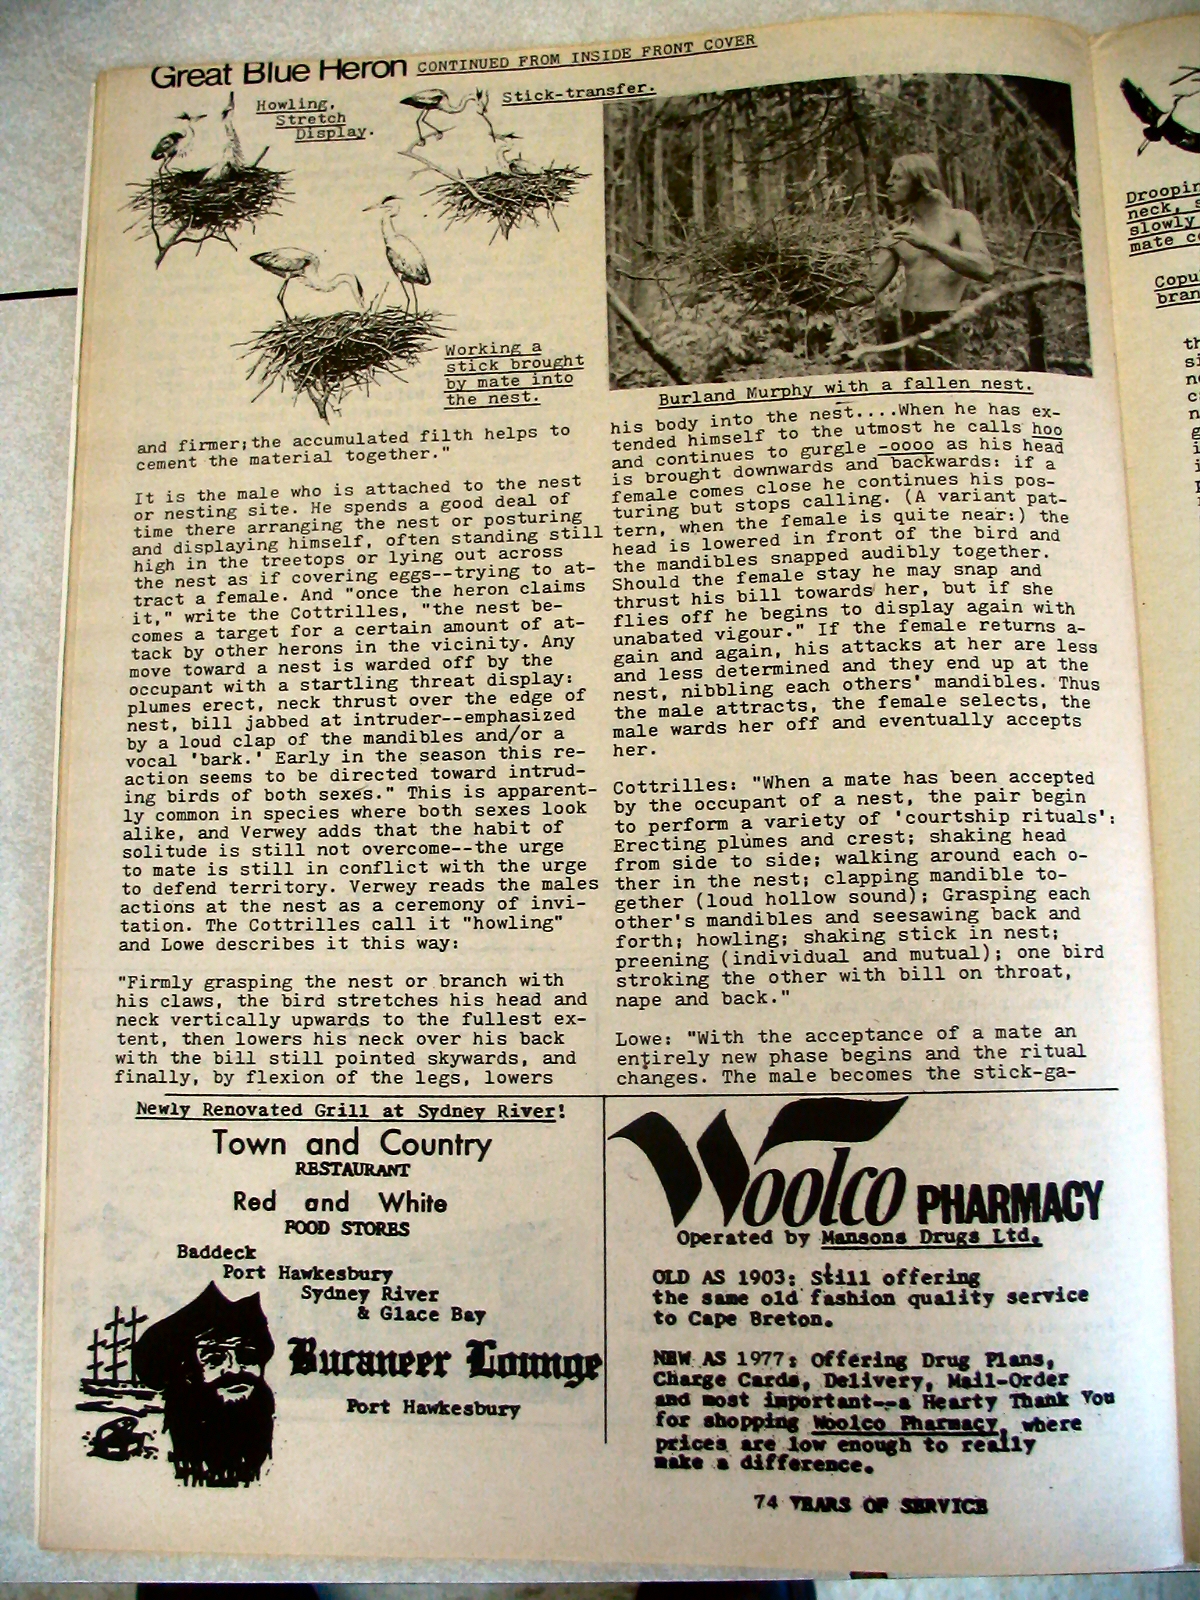 Great Blue Heron CONTINUED FROM INSIDE FRONT COVER
Howling,
Stretch
Display.
Stick-transfer.
Working a
stick brought
by mate into
the nest.
Burland Murphy with a fallen nest.
and firmer;the accumulated filth helps to
cement the material together."
It is the male who is attached to the nest
or nesting site. He spends a good deal of
time there arranging the nest or posturing
and displaying himself, often standing still
high in the treetops or lying out across
the nest as if covering eggs--trying to at-
tract a female. And "once the heron claims
it," write the Cottrilles, "the nest be-
comes a target for a certain amount of at-
tack by other herons in the vicinity. Any
move toward a nest is warded off by the
occupant with a startling threat display:
plumes erect, neck thrust over the edge of
nest, bill jabbed at intruder--emphasized
by a loud clap of the mandibles and/or a
vocal 'bark.' Early in the season this re-
action seems to be directed toward intrud-
ing birds of both sexes." This is apparent-
ly common in species where both sexes look
alike, and Verwey adds that the habit of
solitude is still not overcome--the urge
to mate is still in conflict with the urge
to defend territory. Verwey reads the males
actions at the nest as a ceremony of invi-
tation. The Cottrilles call it "howling"
and Lowe describes it this way:
"Firmly grasping the nest or branch with
his claws, the bird stretches his head and
neck vertically upwards to the fullest ex-
tent, then lowers his neck over his back
with the bill still pointed skywards, and
finally, by flexion of the legs, lowers
his body into the nest....When he has ex-
tended himself to the utmost he calls hoo
and continues to gurgle -oooo as his head
is brought downwards and backwards: if a
female comes close he continues his pos-
turing but stops calling. (A variant pat-
tern, when the female is quite near:) the
head is lowered in front of the bird and
the mandibles snapped audibly together.
Should the female stay he may snap and
thrust his bill towards her, but if she
flies off he begins to display again with
unabated vigour." If the female returns a-
gain and again, his attacks at her are less
and less determined and they end up at the
nest, nibbling each others' mandibles. Thus
the male attracts, the female selects, the
male wards her off and eventually accepts
her.
Cottrilles: "When a mate has been accepted
by the occupant of a nest, the pair begin
to perform a variety of 'courtship rituals':
Erecting plumes and crest; shaking head
from side to side; walking around each o-
ther in the nest; clapping mandible to-
gether (loud hollow sound); Grasping each
other's mandibles and seesawing back and
forth; howling; shaking stick in nest;
preening (individual and mutual); one bird
stroking the other with bill on throat,
nape and back."
Lowe: "With the acceptance of a mate an
entirely new phase begins and the ritual
changes. The male becomes the stick-ga-
Newly Renovated Grill at Sydney River!
Town and Country
RESTAURANT
Red and White
FOOD STORES
Baddeck
Port Hawkesbury
Sydney River
& Glace Bay
Bucaneer Lounge
Port Hawkesbury
Woolco PHARMACY
Operated by Mansons Drugs Ltd.
OLD AS 1903: Still offering
the same old fashion quality service
to Cape Breton.
NEW AS 1977: Offering Drug Plans,
Charge Cards, Delivery, Mail-Order
and most important--a Hearty Thank You
for shopping Woolco Pharmacy, where
prices are low enough to really
make a difference.
74 YEARS OF SERVICE
neck,
slowly
mate